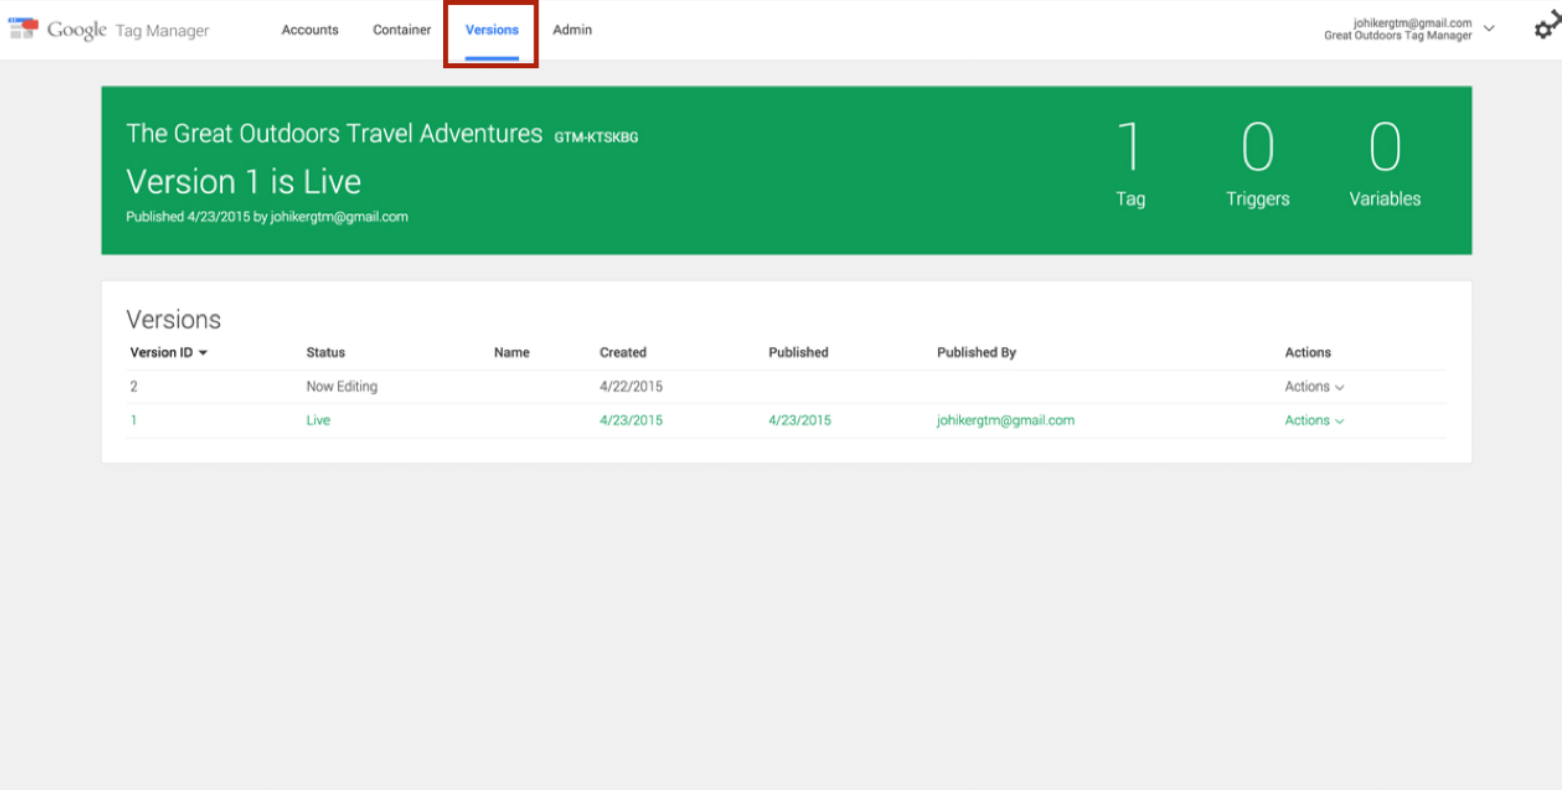 Google Tag Manager Accounts Container Versions Admin
johikergtm@gmail.com
Great Outdoors Tag Manager
The Great Outdoors Travel Adventures GTM-KTSKBG
Version 1 is Live
Published 4/23/2015 by johikergtm@gmail.com
1 0 0
Tag Triggers Variables
Versions
Version ID Status Name Created Published Published By Actions
2 Now Editing 4/22/2015 Actions
1 Live 4/23/2015 4/23/2015 johikergtm@gmail.com Actions